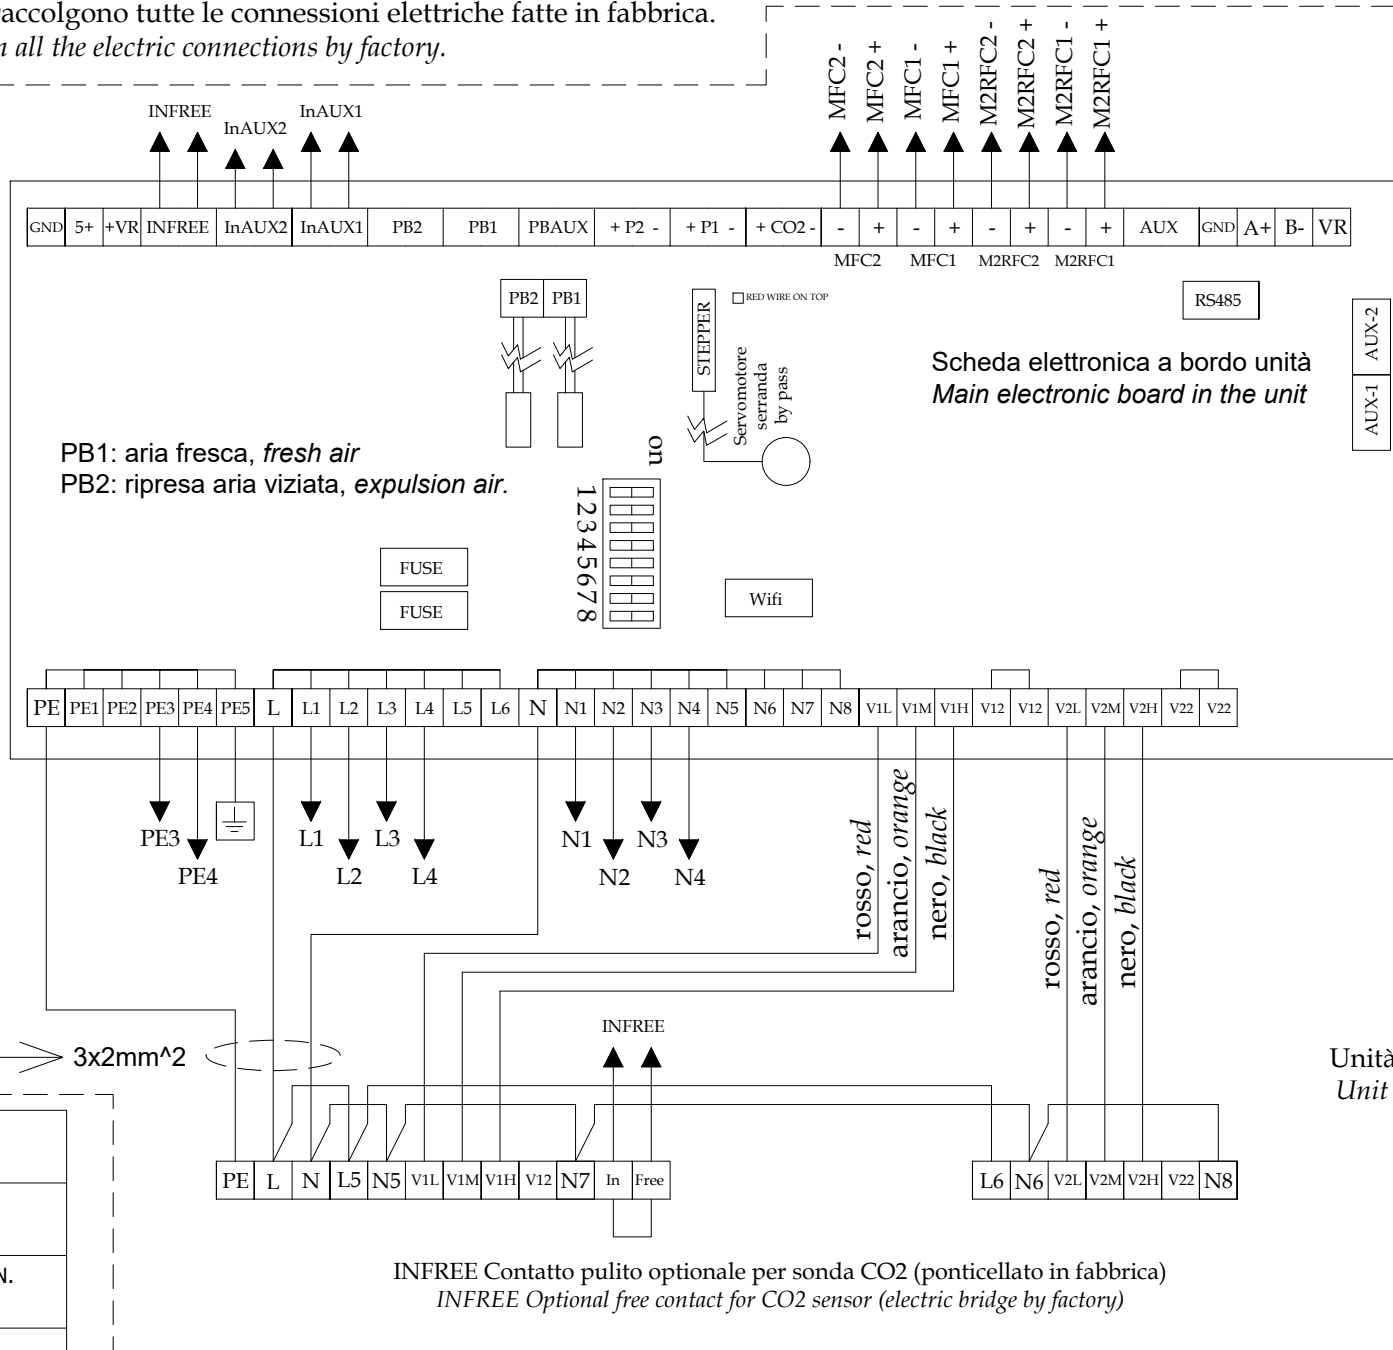 accolgono tutte le connessioni elettriche fatte in fabbrica.
all the electric connections by factory.
MFC2 -
MFC2 +
MFC1 -
MFC1 +
M2RFC2 -
M2RFC2 +
M2RFC1 -
M2RFC1 +
INFREE
InAUX2
InAUX1
GND 5+ +VR INFREE InAUX2 InAUX1 PB2 PB1 PBAUX + P2 - + P1 - + CO2 - - + - + - + - + AUX GND A+ B- VR
MFC2 MFC1 M2RFC2 M2RFC1
PB2 PB1
STEPPER
RED WIRE ON TOP
RS485
AUX-2
AUX-1
Servomotore
serranda
by pass
Scheda elettronica a bordo unità
Main electronic board in the unit
PB1: aria fresca, fresh air
PB2: ripresa aria viziata, expulsion air.
on
1 2 3 4 5 6 7 8
FUSE
FUSE
Wifi
PE PE1 PE2 PE3 PE4 PE5 L L1 L2 L3 L4 L5 L6 N N1 N2 N3 N4 N5 N6 N7 N8 V1L V1M V1H V12 V12 V2L V2M V2H V22 V22
PE3
PE4
L1
L2
L3
L4
N1
N2
N3
N4
rosso, red
arancio, orange
nero, black
rosso, red
arancio, orange
nero, black
INFREE
3x2mm^2
Unità
Unit
PE L N L5 N5 V1L V1M V1H V12 N7 In Free
L6 N6 V2L V2M V2H V22 N8
N.
INFREE Contatto pulito optionale per sonda CO2 (ponticellato in fabbrica)
INFREE Optional free contact for CO2 sensor (electric bridge by factory)